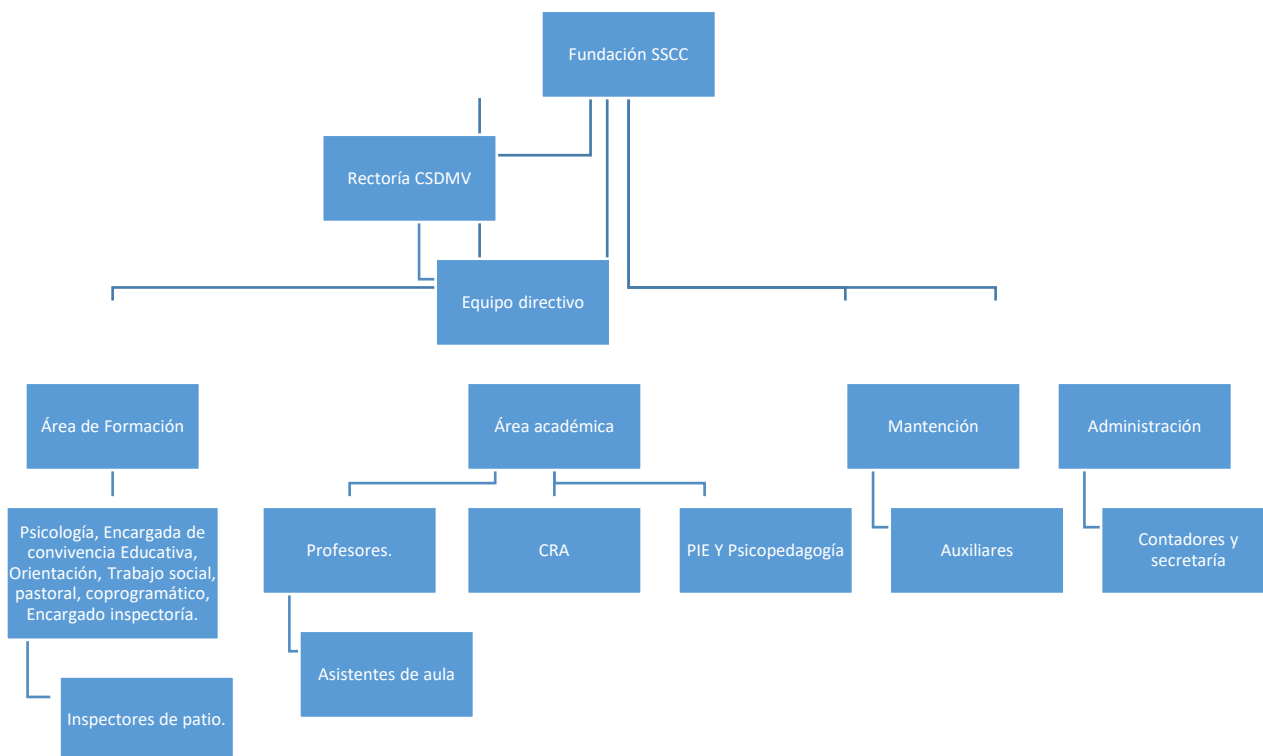 Fundación SSCC
Rectoría CSDMV
Equipo directivo
Área de Formación
Área académica
Mantención
Administración
Psicología, Encargada de
convivencia Educativa,
Orientación, Trabajo social,
pastoral, coprogramático,
Encargado inspectoría.
Profesores.
CRA
PIE Y Psicopedagogía
Auxiliares
Contadores y
secretaría
Asistentes de aula
Inspectores de patio.